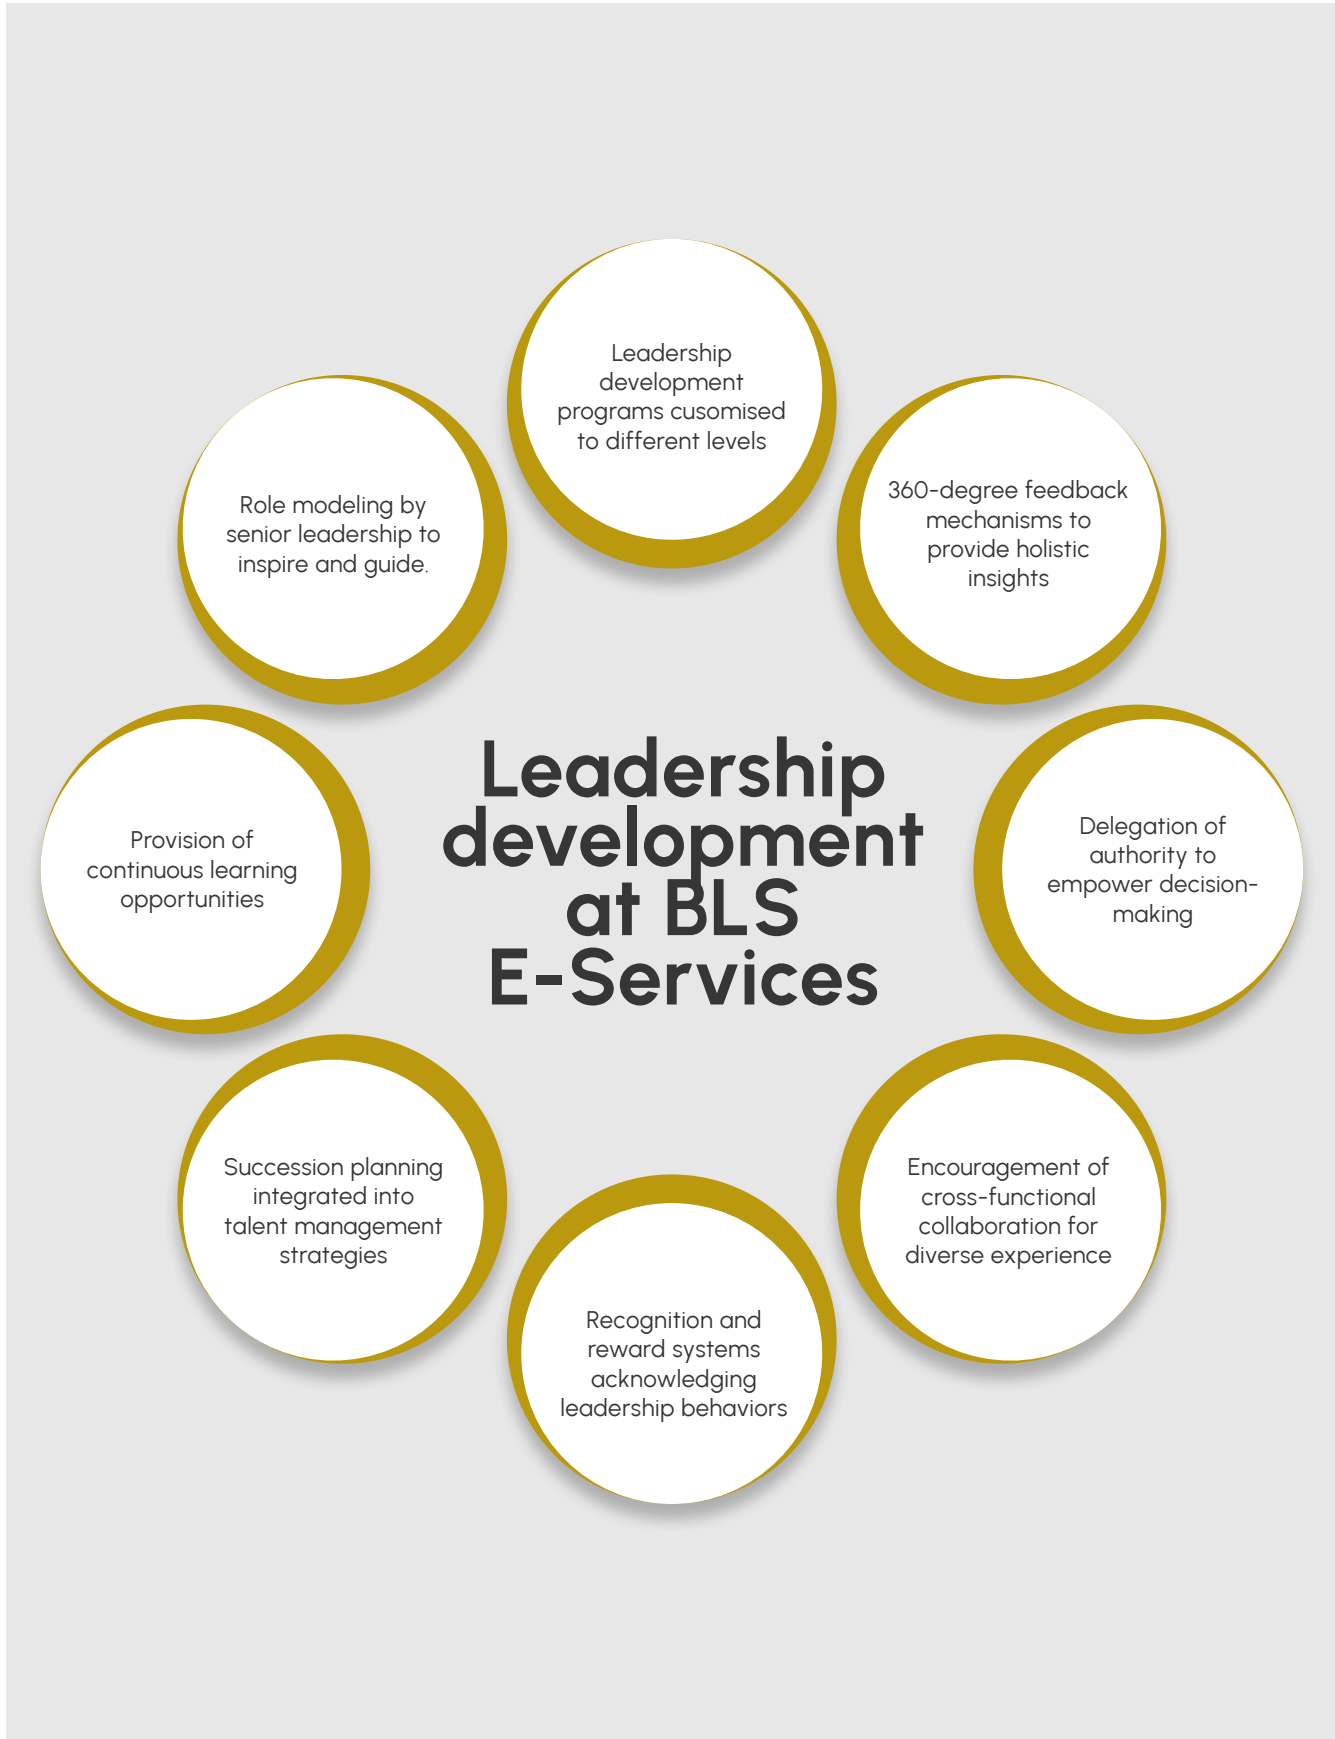 Leadership
development
programs cusomised
to different levels
360-degree feedback
mechanisms to
provide holistic
insights
Delegation of
authority to
empower decision-
making
Encouragement of
cross-functional
collaboration for
diverse experience
Recognition and
reward systems
acknowledging
leadership behaviors
Succession planning
integrated into
talent management
strategies
Provision of
continuous learning
opportunities
Role modeling by
senior leadership to
inspire and guide.
Leadership
development
at BLS
E-Services